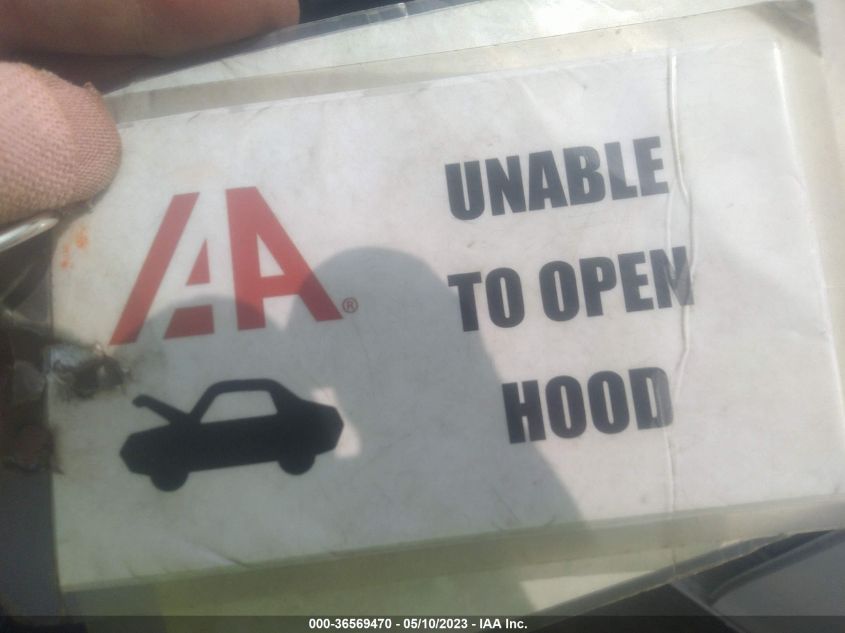 IAA®
UNABLE
TO OPEN
HOOD
000-36569470 - 05/10/2023 - IAA Inc.